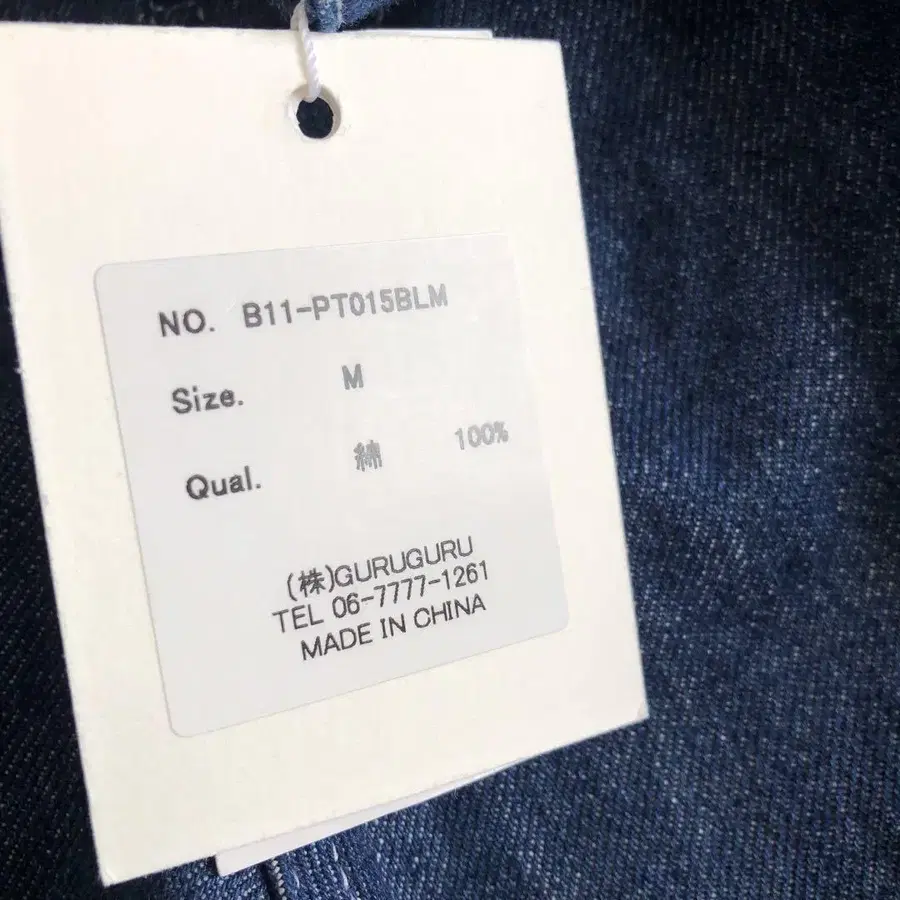 NO. B11-PT015BLM
Size. M
Qual. 綿 100%
(株)GURUGURU
TEL 06-7777-1261
MADE IN CHINA